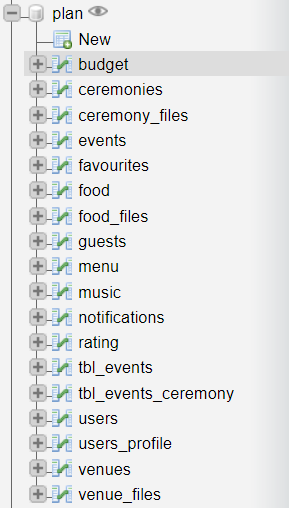 plan
New
budget
ceremonies
ceremony_files
events
favourites
food
food_files
guests
menu
music
notifications
rating
tbl_events
tbl_events_ceremony
users
users_profile
venues
venue_files